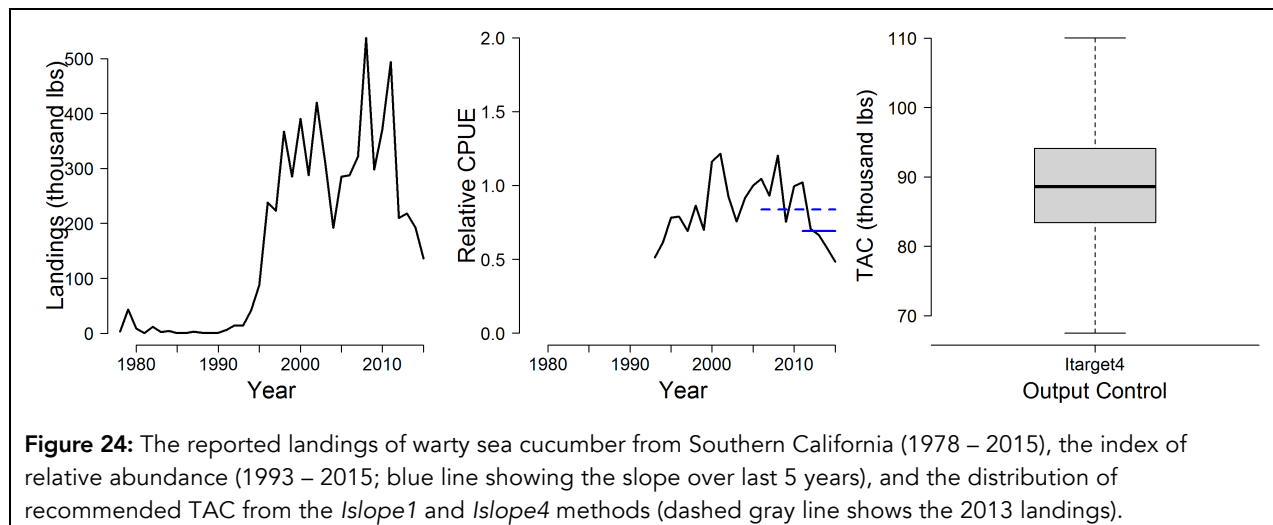 Landings (thousand lbs)
500
400
300
200
100
0
1980 1990 2000 2010
Year
Relative CPUE
2.0
1.5
1.0
0.5
0.0
1980 1990 2000 2010
Year
TAC (thousand lbs)
110
100
90
80
70
Itarget4
Output Control
Figure 24: The reported landings of warty sea cucumber from Southern California (1978 – 2015), the index of
relative abundance (1993 – 2015; blue line showing the slope over last 5 years), and the distribution of
recommended TAC from the Islope1 and Islope4 methods (dashed gray line shows the 2013 landings).